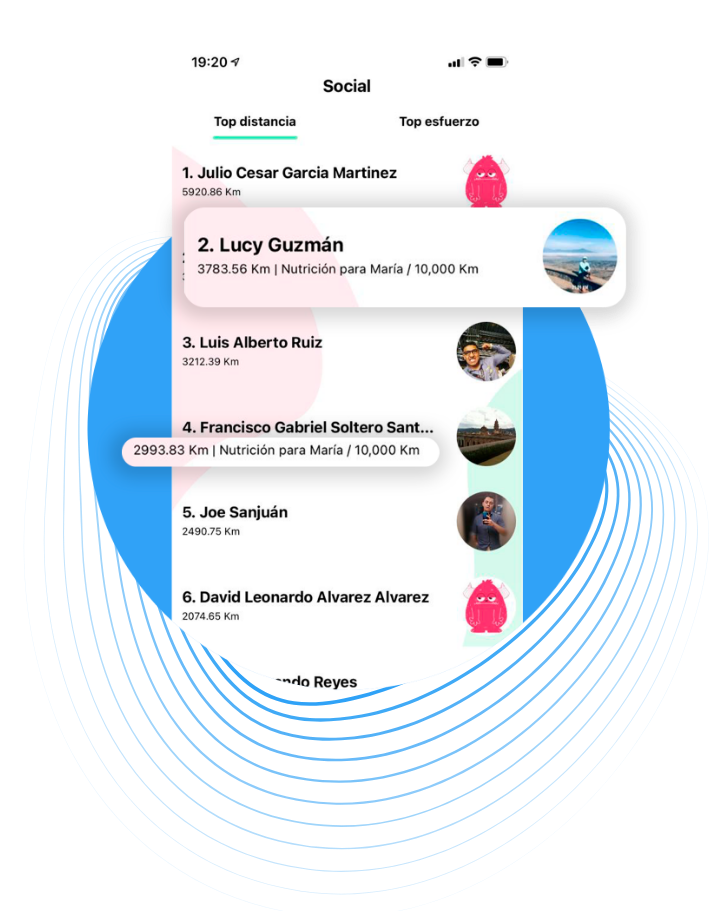 19:20
Social
Top distancia
Top esfuerzo
1. Julio Cesar Garcia Martinez
5920.86 Km
2. Lucy Guzmán
3783.56 Km | Nutrición para María / 10,000 Km
3. Luis Alberto Ruiz
3212.39 Km
4. Francisco Gabriel Soltero Sant...
2993.83 Km | Nutrición para María / 10,000 Km
5. Joe Sanjuán
2490.75 Km
6. David Leonardo Alvarez Alvarez
2074.65 Km
Reyes